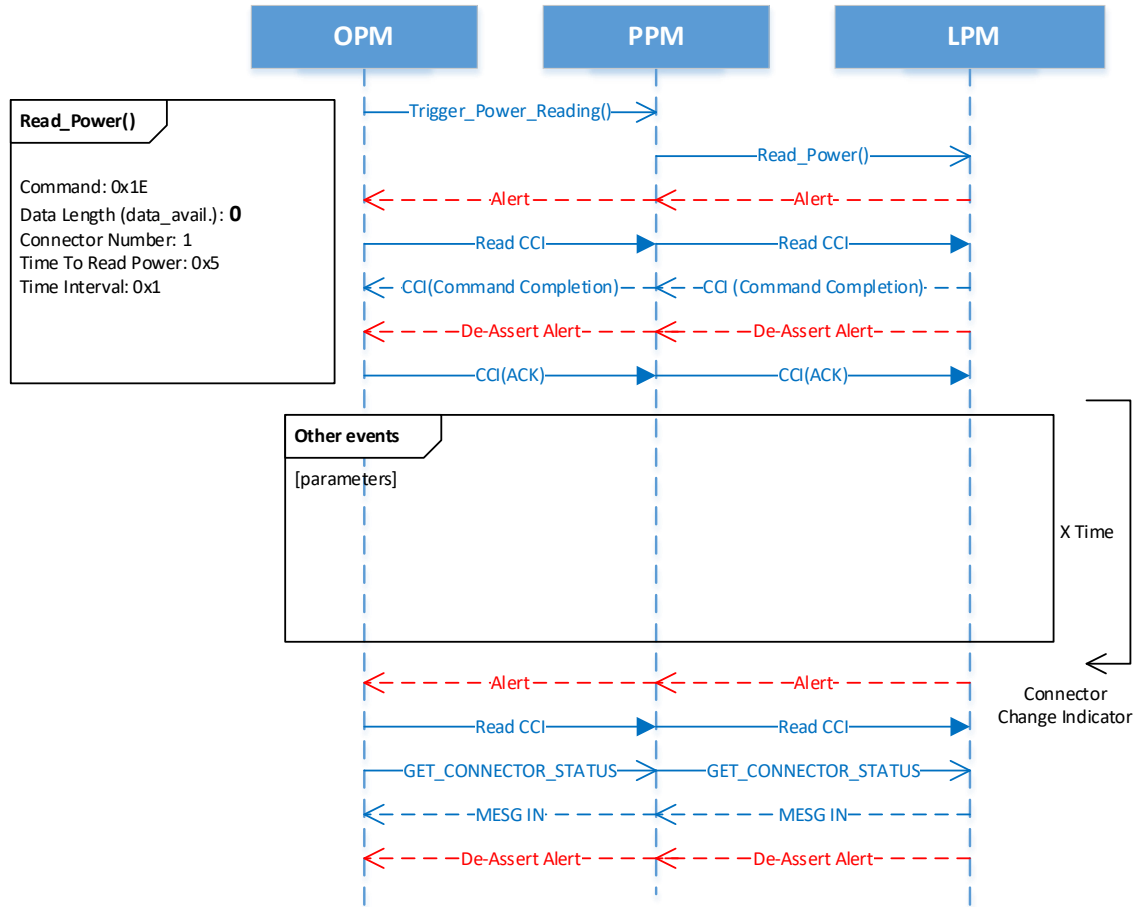 OPM
PPM
LPM
Read_Power()
Command: 0x1E
Data Length (data_avail.): 0
Connector Number: 1
Time To Read Power: 0x5
Time Interval: 0x1
Trigger_Power_Reading()
Read_Power()
Alert
Alert
Read CCI
Read CCI
CCI(Command Completion)
CCI (Command Completion)
De-Assert Alert
De-Assert Alert
CCI(ACK)
CCI(ACK)
Other events
[parameters]
X Time
Connector
Change Indicator
Alert
Alert
Read CCI
Read CCI
GET_CONNECTOR_STATUS
GET_CONNECTOR_STATUS
MESG IN
MESG IN
De-Assert Alert
De-Assert Alert